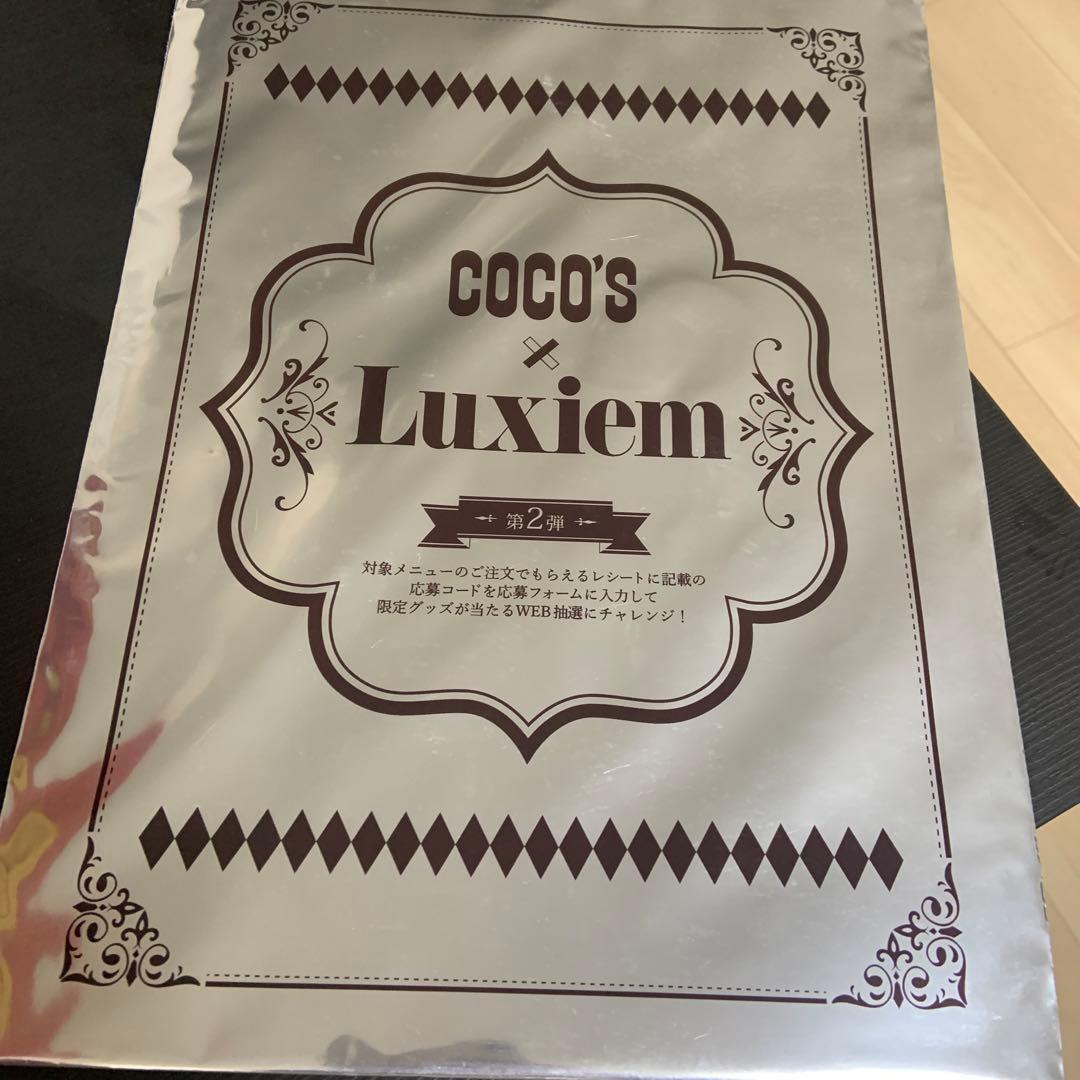 COCO'S
×
Luxiem
第2弾
対象メニューのご注文でもらえるレシートに記載の
応募コードを応募フォームに入力して
限定グッズが当たるWEB抽選にチャレンジ！